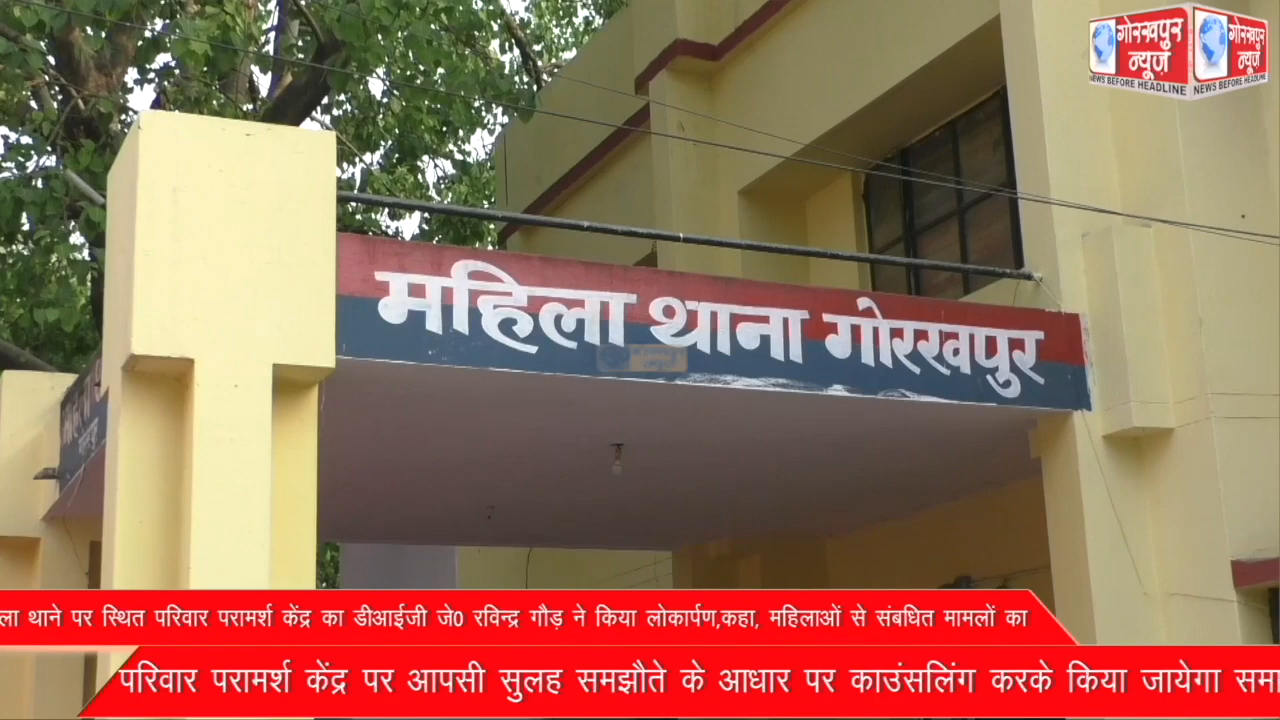 गोरखपुर न्यूज़
NEWS BEFORE HEADLINE
गोरखपुर न्यूज़
NEWS BEFORE HEADLINE
महिला थाना गोरखपुर
थाने पर स्थित परिवार परामर्श केंद्र का डीआईजी जे0 रविन्द्र गौड़ ने किया लोकार्पण,कहा, महिलाओं से संबधित मामलों का
परिवार परामर्श केंद्र पर आपसी सुलह समझौते के आधार पर काउंसलिंग करके किया जायेगा